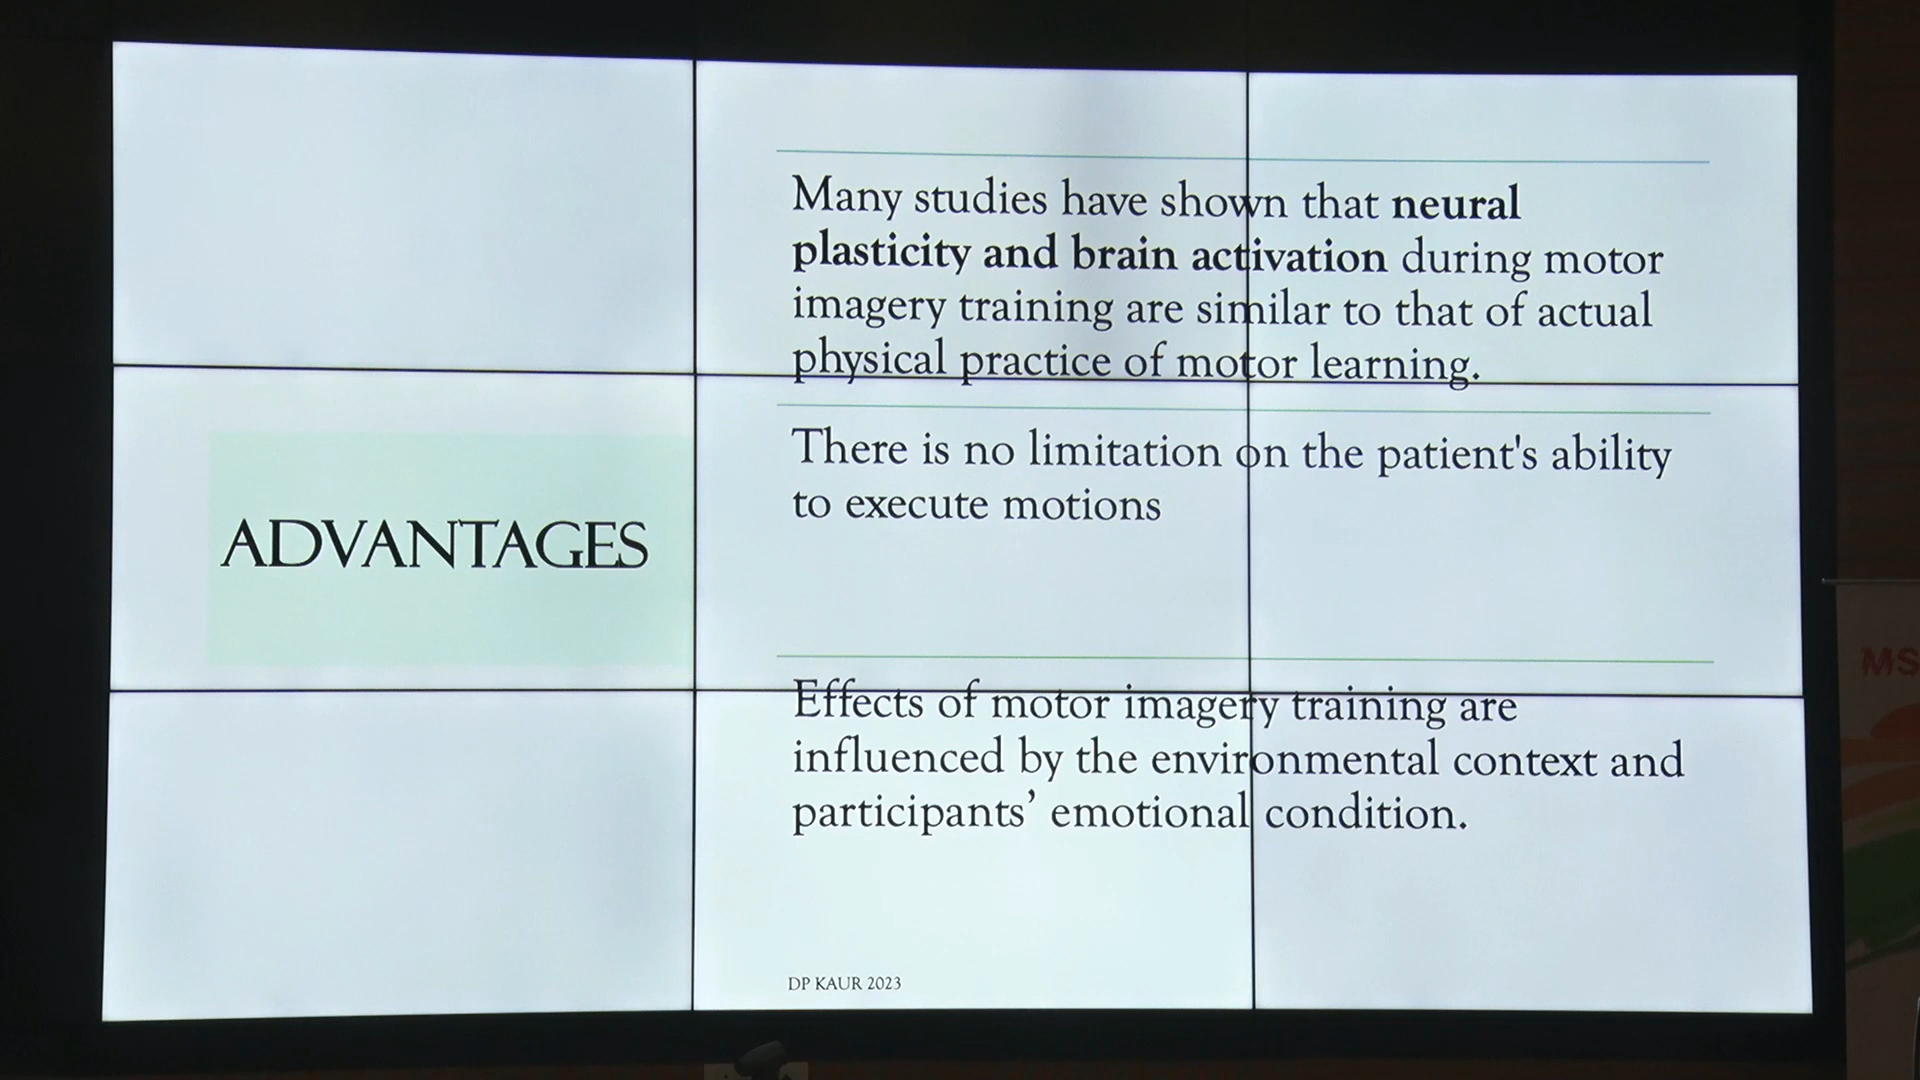 ADVANTAGES
Many studies have shown that neural
plasticity and brain activation during motor
imagery training are similar to that of actual
physical practice of motor learning.
There is no limitation on the patient's ability
to execute motions
Effects of motor imagery training are
influenced by the environmental context and
participants’ emotional condition.
DP KAUR 2023
MS